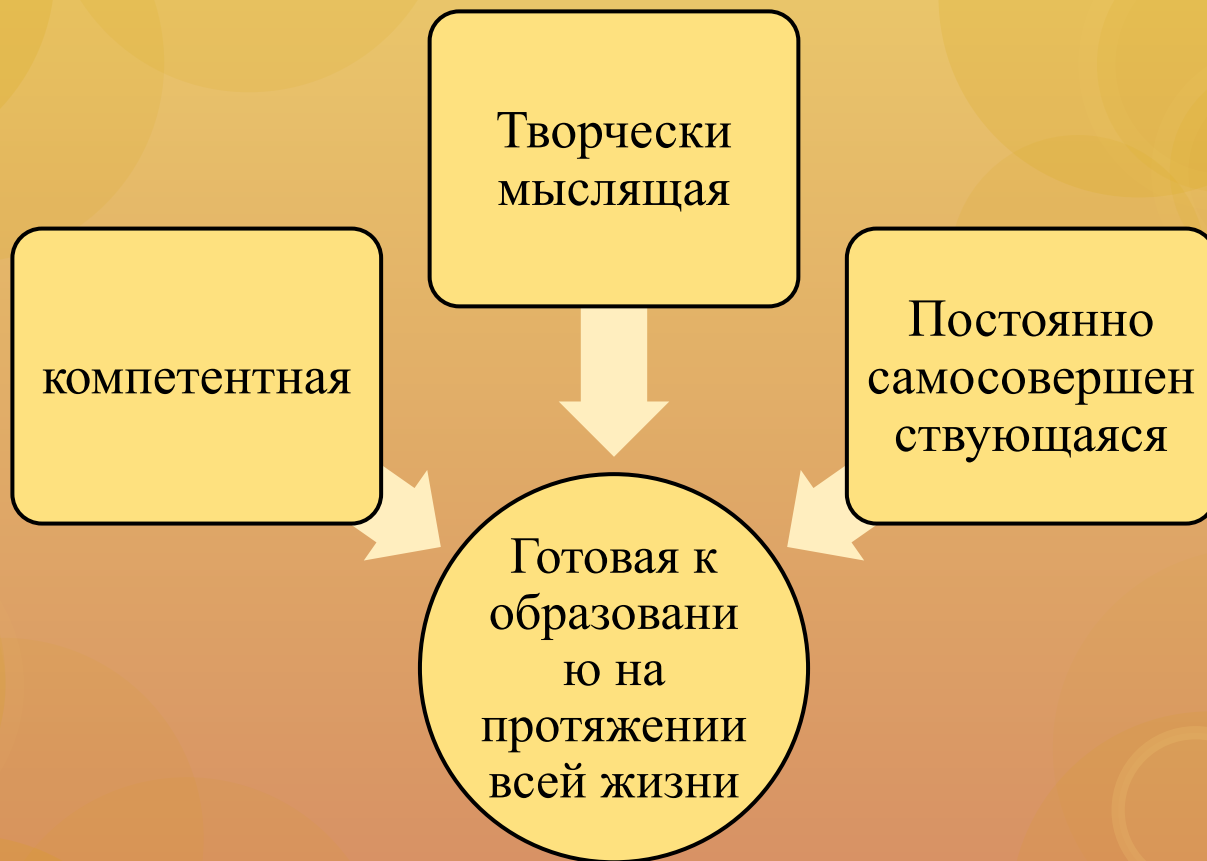 Творчески
мыслящая
компетентная
Постоянно
самосовершен
ствующаяся
Готовая к
образовани
ю на
протяжении
всей жизни